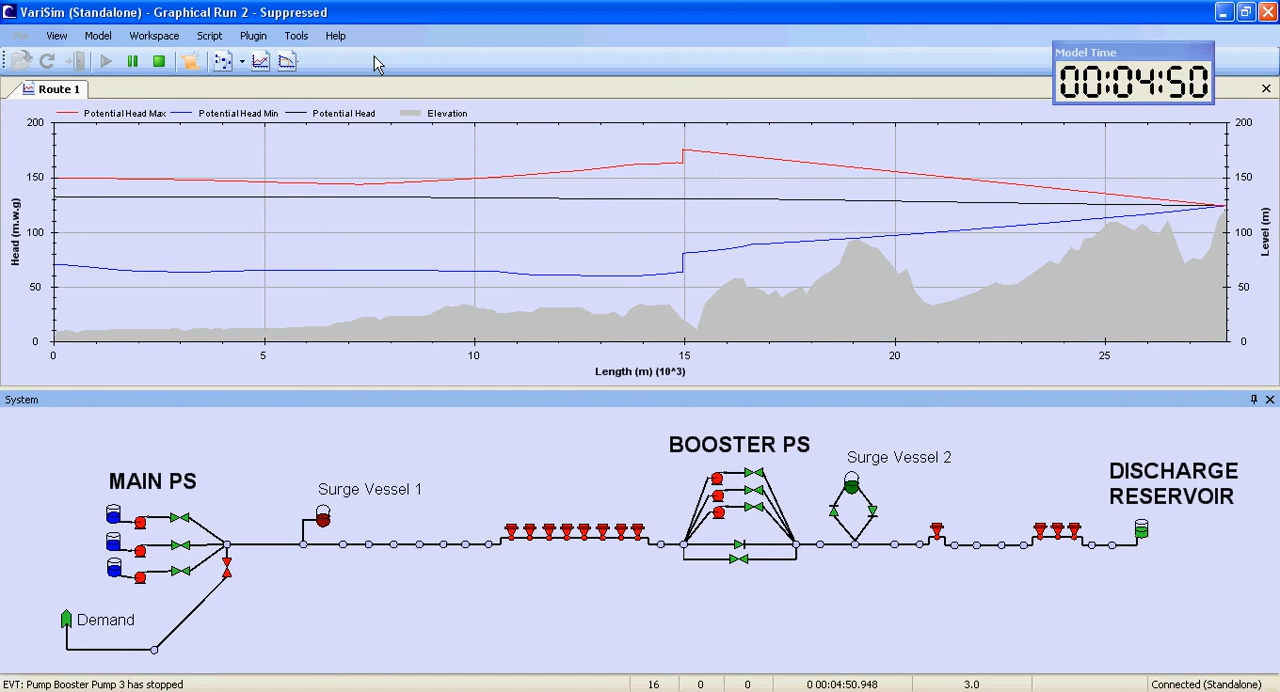 VariSim (Standalone) - Graphical Run 2 - Suppressed
File View Model Workspace Script Plugin Tools Help
Model Time
00:04:50
Route 1
Potential Head Max Potential Head Min Potential Head Elevation
200 200
150 150
100 100
50 50
0 0
Head (m.w.g)
Level (m)
0 5 10 15 20 25
Length (m) (10^3)
System
BOOSTER PS
Surge Vessel 2
MAIN PS
Surge Vessel 1
DISCHARGE
RESERVOIR
Demand
EVT: Pump Booster Pump 3 has stopped 16 0 0 0 00:04:50.948 3.0 Connected (Standalone)